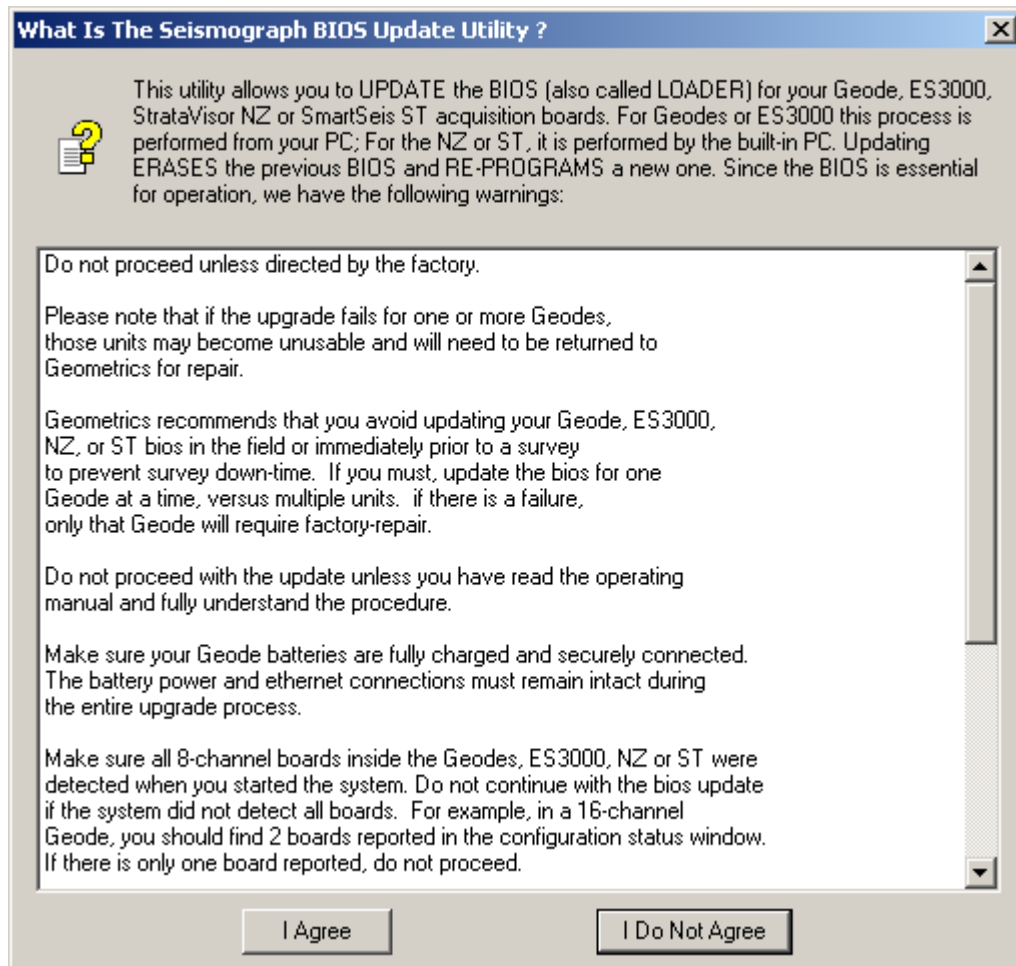 What Is The Seismograph BIOS Update Utility ?
This utility allows you to UPDATE the BIOS (also called LOADER) for your Geode, ES3000,
StrataVisor NZ or SmartSeis ST acquisition boards. For Geodes or ES3000 this process is
performed from your PC; For the NZ or ST, it is performed by the built-in PC. Updating
ERASES the previous BIOS and RE-PROGRAMS a new one. Since the BIOS is essential
for operation, we have the following warnings:
Do not proceed unless directed by the factory.
Please note that if the upgrade fails for one or more Geodes,
those units may become unusable and will need to be returned to
Geometrics for repair.
Geometrics recommends that you avoid updating your Geode, ES3000,
NZ, or ST bios in the field or immediately prior to a survey
to prevent survey down-time.  If you must, update the bios for one
Geode at a time, versus multiple units.  if there is a failure,
only that Geode will require factory-repair.
Do not proceed with the update unless you have read the operating
manual and fully understand the procedure.
Make sure your Geode batteries are fully charged and securely connected.
The battery power and ethernet connections must remain intact during
the entire upgrade process.
Make sure all 8-channel boards inside the Geodes, ES3000, NZ or ST were
detected when you started the system. Do not continue with the bios update
if the system did not detect all boards.  For example, in a 16-channel
Geode, you should find 2 boards reported in the configuration status window.
If there is only one board reported, do not proceed.
I Agree
I Do Not Agree